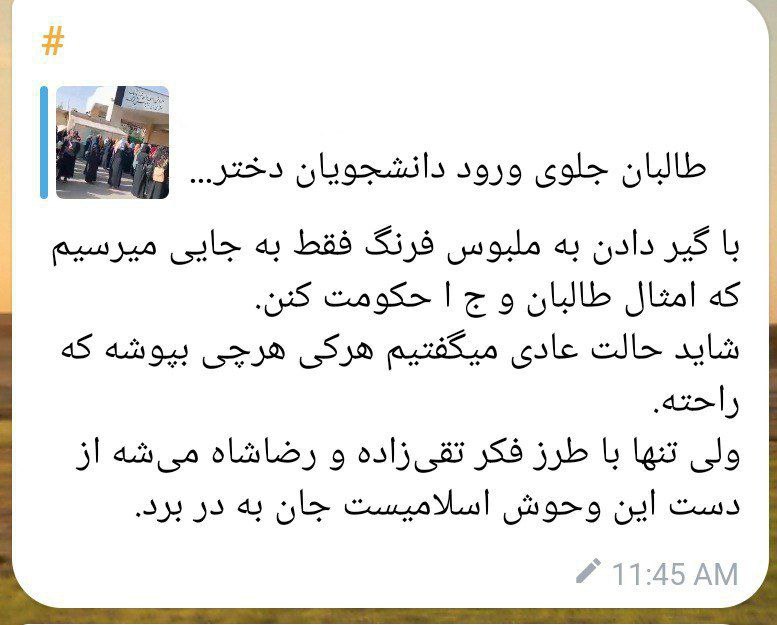 #
طالبان جلوی ورود دانشجویان دختر...
با گیر دادن به ملبوس فرنگ فقط به جایی میرسیم
که امثال طالبان و ج ا حکومت کنن.
شاید حالت عادی میگفتیم هرکی هرچی بپوشه که
راحته.
ولی تنها با طرز فکر تقی‌زاده و رضاشاه می‌شه از
دست این وحوش اسلامیست جان به در برد.
11:45 AM